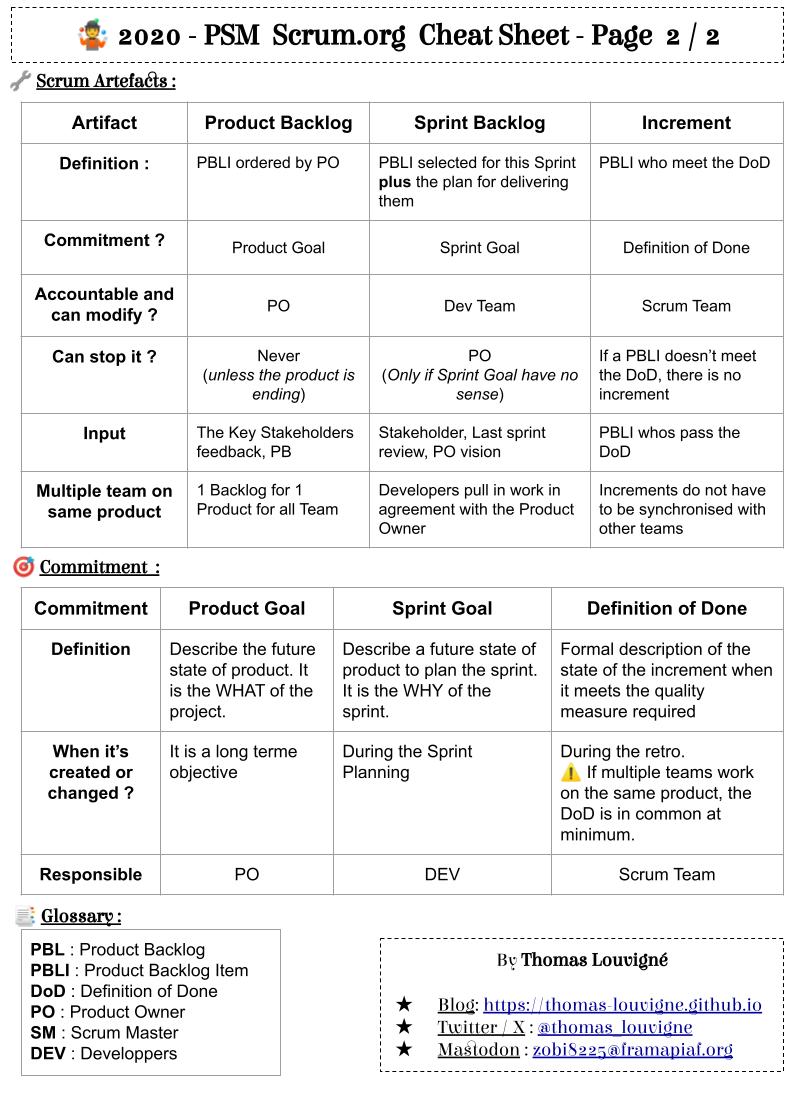 2020 - PSM Scrum.org Cheat Sheet - Page 2 / 2
Scrum Artefacts :
Artifact
Product Backlog
Sprint Backlog
Increment
Definition :
PBLI ordered by PO
PBLI selected for this Sprint
plus the plan for delivering
them
PBLI who meet the DoD
Commitment ?
Product Goal
Sprint Goal
Definition of Done
Accountable and
can modify ?
PO
Dev Team
Scrum Team
Can stop it ?
Never
(unless the product is
ending)
PO
(Only if Sprint Goal have no
sense)
If a PBLI doesn't meet
the DoD, there is no
increment
Input
The Key Stakeholders
feedback, PB
Stakeholder, Last sprint
review, PO vision
PBLI whos pass the
DoD
Multiple team on
same product
1 Backlog for 1
Product for all Team
Developers pull in work in
agreement with the Product
Owner
Increments do not have
to be synchronised with
other teams
Commitment :
Commitment
Product Goal
Sprint Goal
Definition of Done
Definition
Describe the future
state of product. It
is the WHAT of the
project.
Describe a future state of
product to plan the sprint.
It is the WHY of the
sprint.
Formal description of the
state of the increment when
it meets the quality
measure required
When it's
created or
changed ?
It is a long terme
objective
During the Sprint
Planning
During the retro.
⚠️ If multiple teams work
on the same product, the
DoD is in common at
minimum.
Responsible
PO
DEV
Scrum Team
Glossary :
PBL : Product Backlog
PBLI : Product Backlog Item
DoD : Definition of Done
PO : Product Owner
SM : Scrum Master
DEV : Developpers
By Thomas Louvigné
★ Blog: https://thomas-louvigne.github.io
★ Twitter / X : @thomas_louvigne
★ Mastodon : zobi8225@framapiaf.org